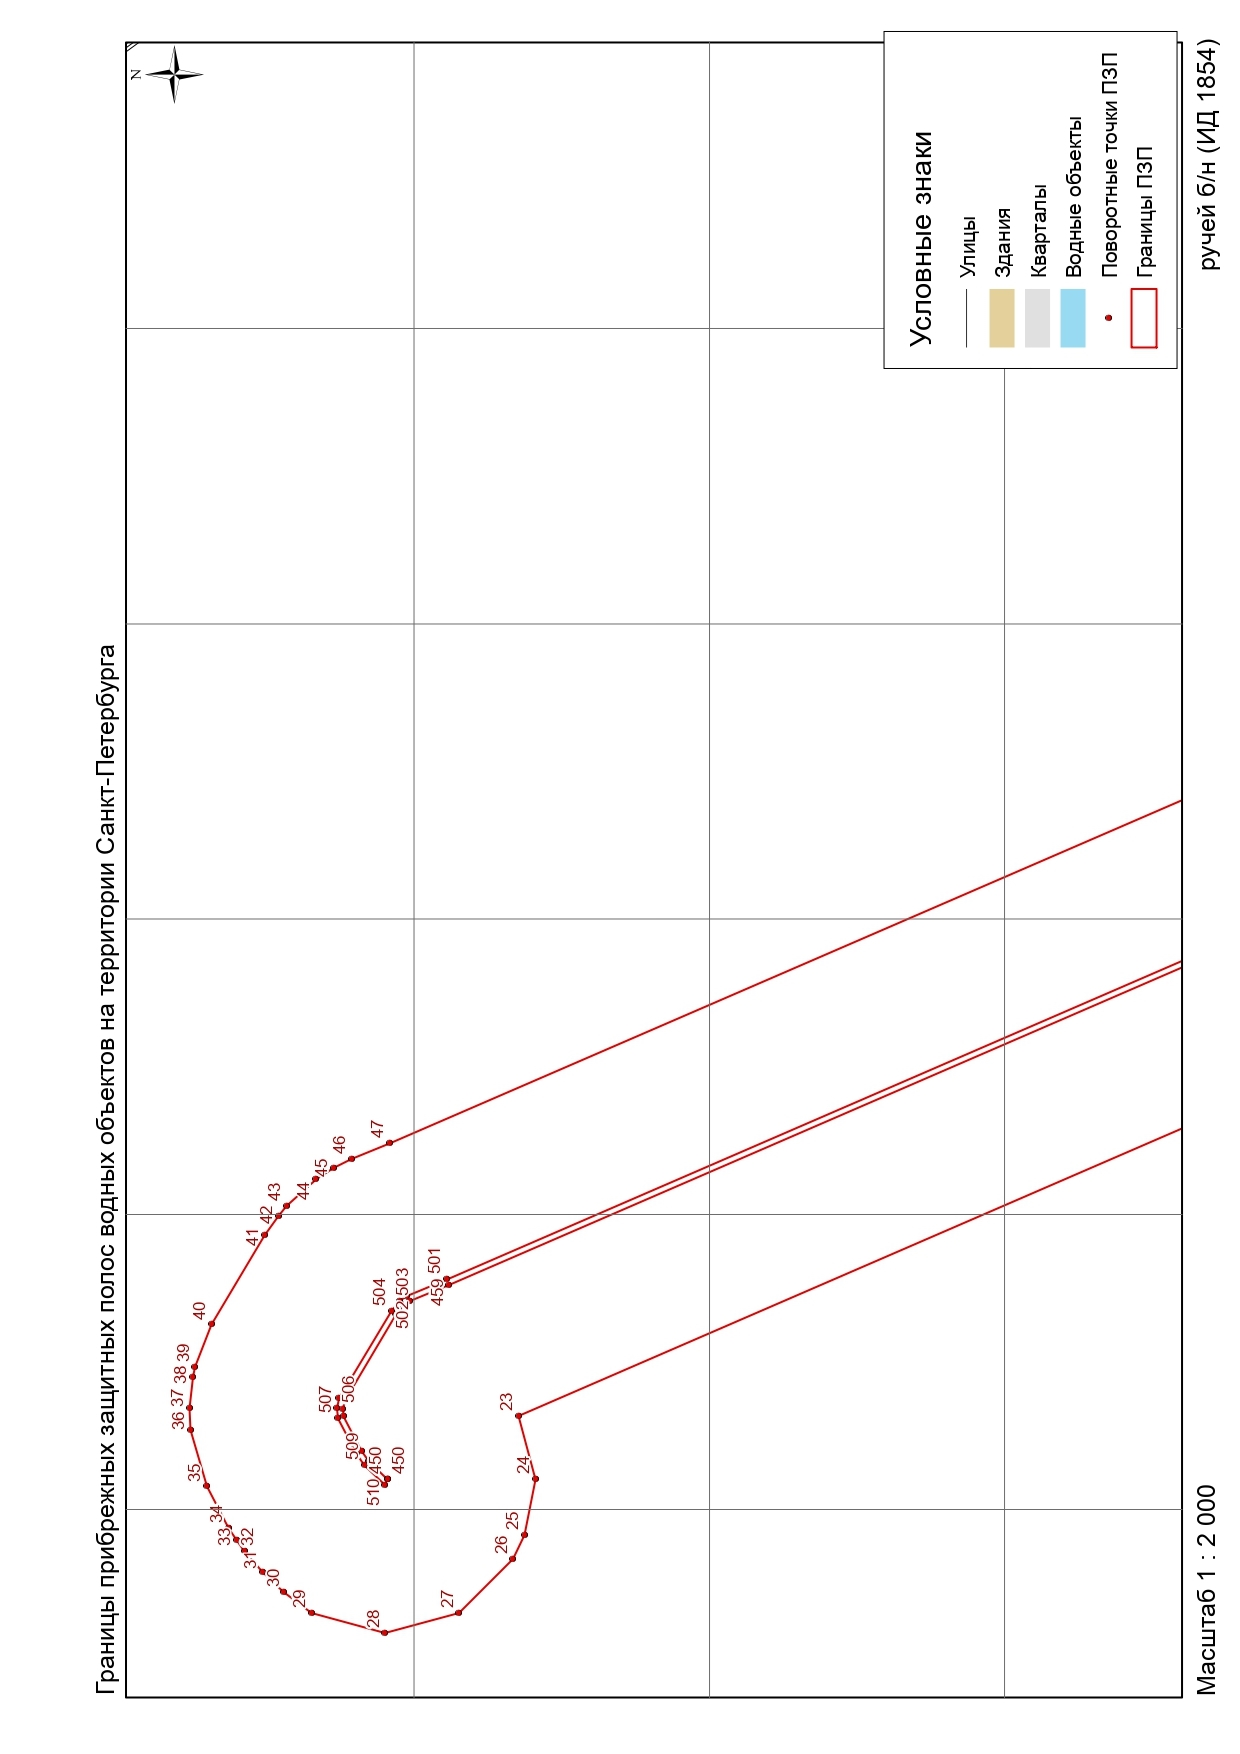 Границы прибрежных защитных полос водных объектов на территории Санкт-Петербурга
N
36 37 38 39
40
35
34
33
32
31
30
29
28
27
26
25
24
23
41
42
43
44
45
46
47
507
506
504
503
502
501
459
509
450
450
510
Условные знаки
Улицы
Здания
Кварталы
Водные объекты
Поворотные точки ПЗП
Границы ПЗП
Масштаб 1 : 2 000
ручей б/н (ИД 1854)